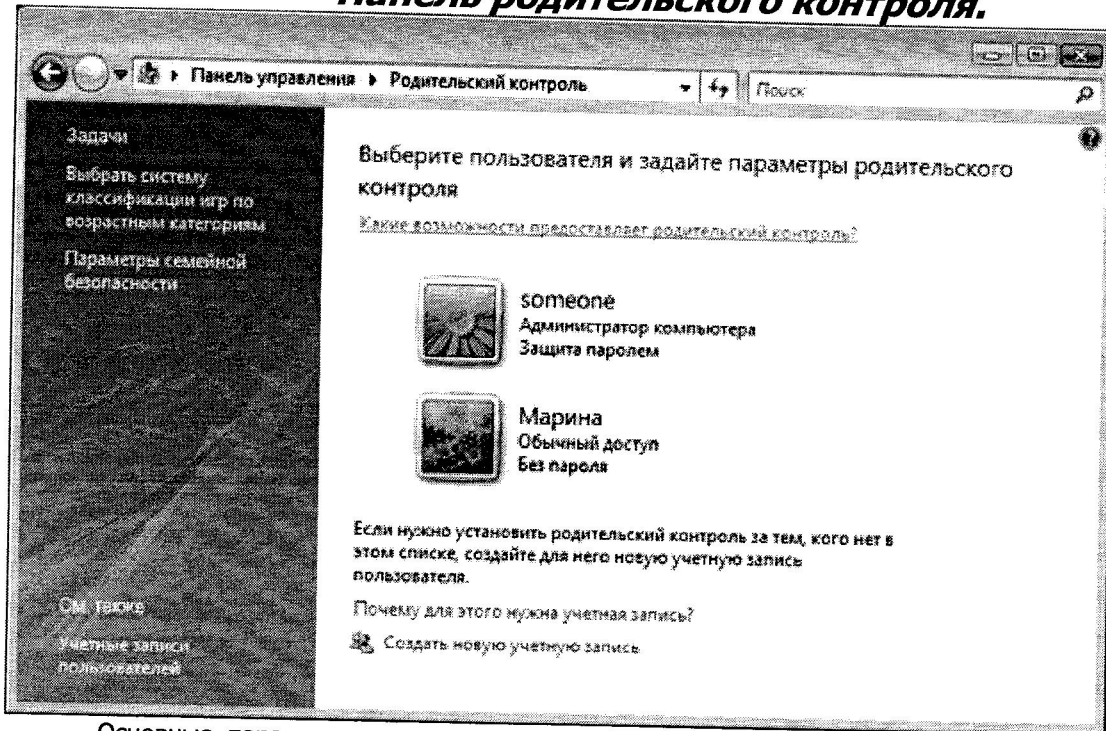 Панель родительского контроля.
Панель управления ▸ Родительский контроль
Поиск
Задачи
Выбрать систему
классификации игр по
возрастным категориям
Параметры семейной
безопасности
См. также
Учетные записи
пользователей
Выберите пользователя и задайте параметры родительского
контроля
Какие возможности предоставляет родительский контроль?
someone
Администратор компьютера
Защита паролем
Марина
Обычный доступ
Без пароля
Если нужно установить родительский контроль за тем, кого нет в
этом списке, создайте для него новую учетную запись
пользователя.
Почему для этого нужна учетная запись?
Создать новую учетную запись
Основные